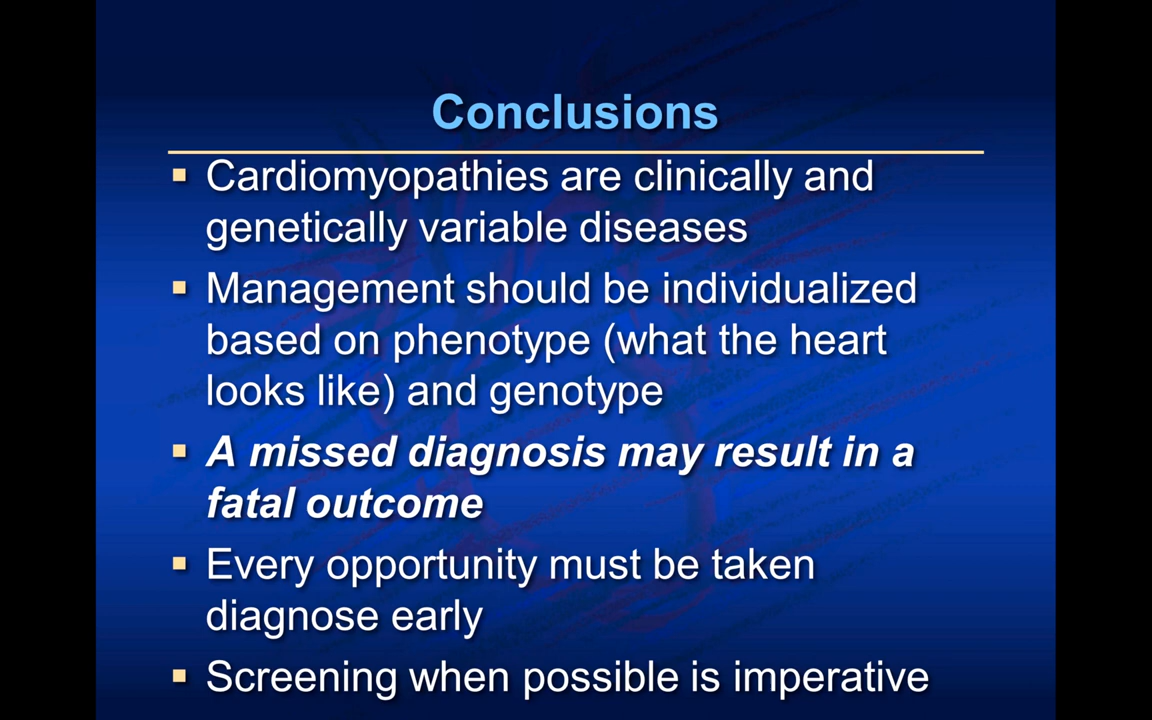 Conclusions
▪ Cardiomyopathies are clinically and
genetically variable diseases
▪ Management should be individualized
based on phenotype (what the heart
looks like) and genotype
▪ A missed diagnosis may result in a
fatal outcome
▪ Every opportunity must be taken
diagnose early
▪ Screening when possible is imperative